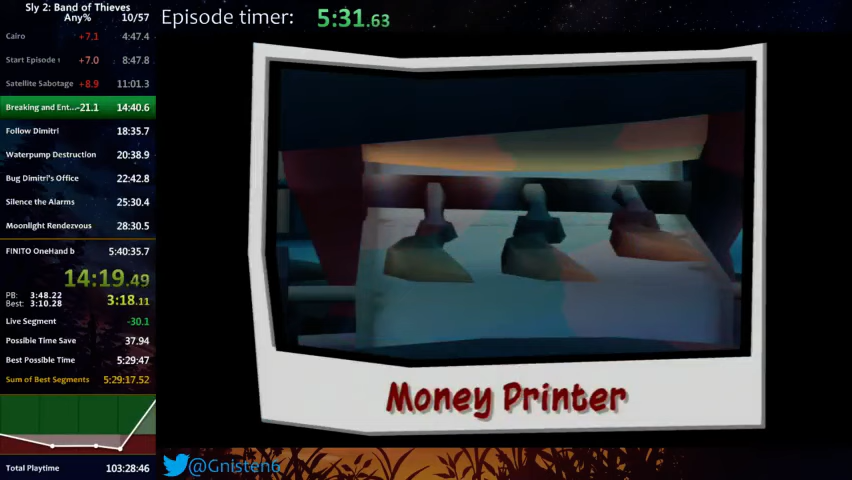 Sly 2: Band of Thieves
Any% 10/57
Cairo +7.1 4:47.4
Start Episode +7.0 8:47.8
Satellite Sabotage +8.9 11:01.3
Breaking and Ent... -21.1 14:40.6
Follow Dimitri 18:35.7
Waterpump Destruction 20:38.9
Bug Dimitri's Office 22:42.8
Silence the Alarms 25:30.4
Moonlight Rendezvous 28:30.5
FINITO OneHand b 5:40:35.7
14:19.49
PB: 3:48.22
Best: 3:10.28
3:18.11
Live Segment -30.1
Possible Time Save 37.94
Best Possible Time 5:29:47
Sum of Best Segments 5:29:17.52
Total Playtime 103:28:46
Episode timer: 5:31.63
Money Printer
@Gnisten6